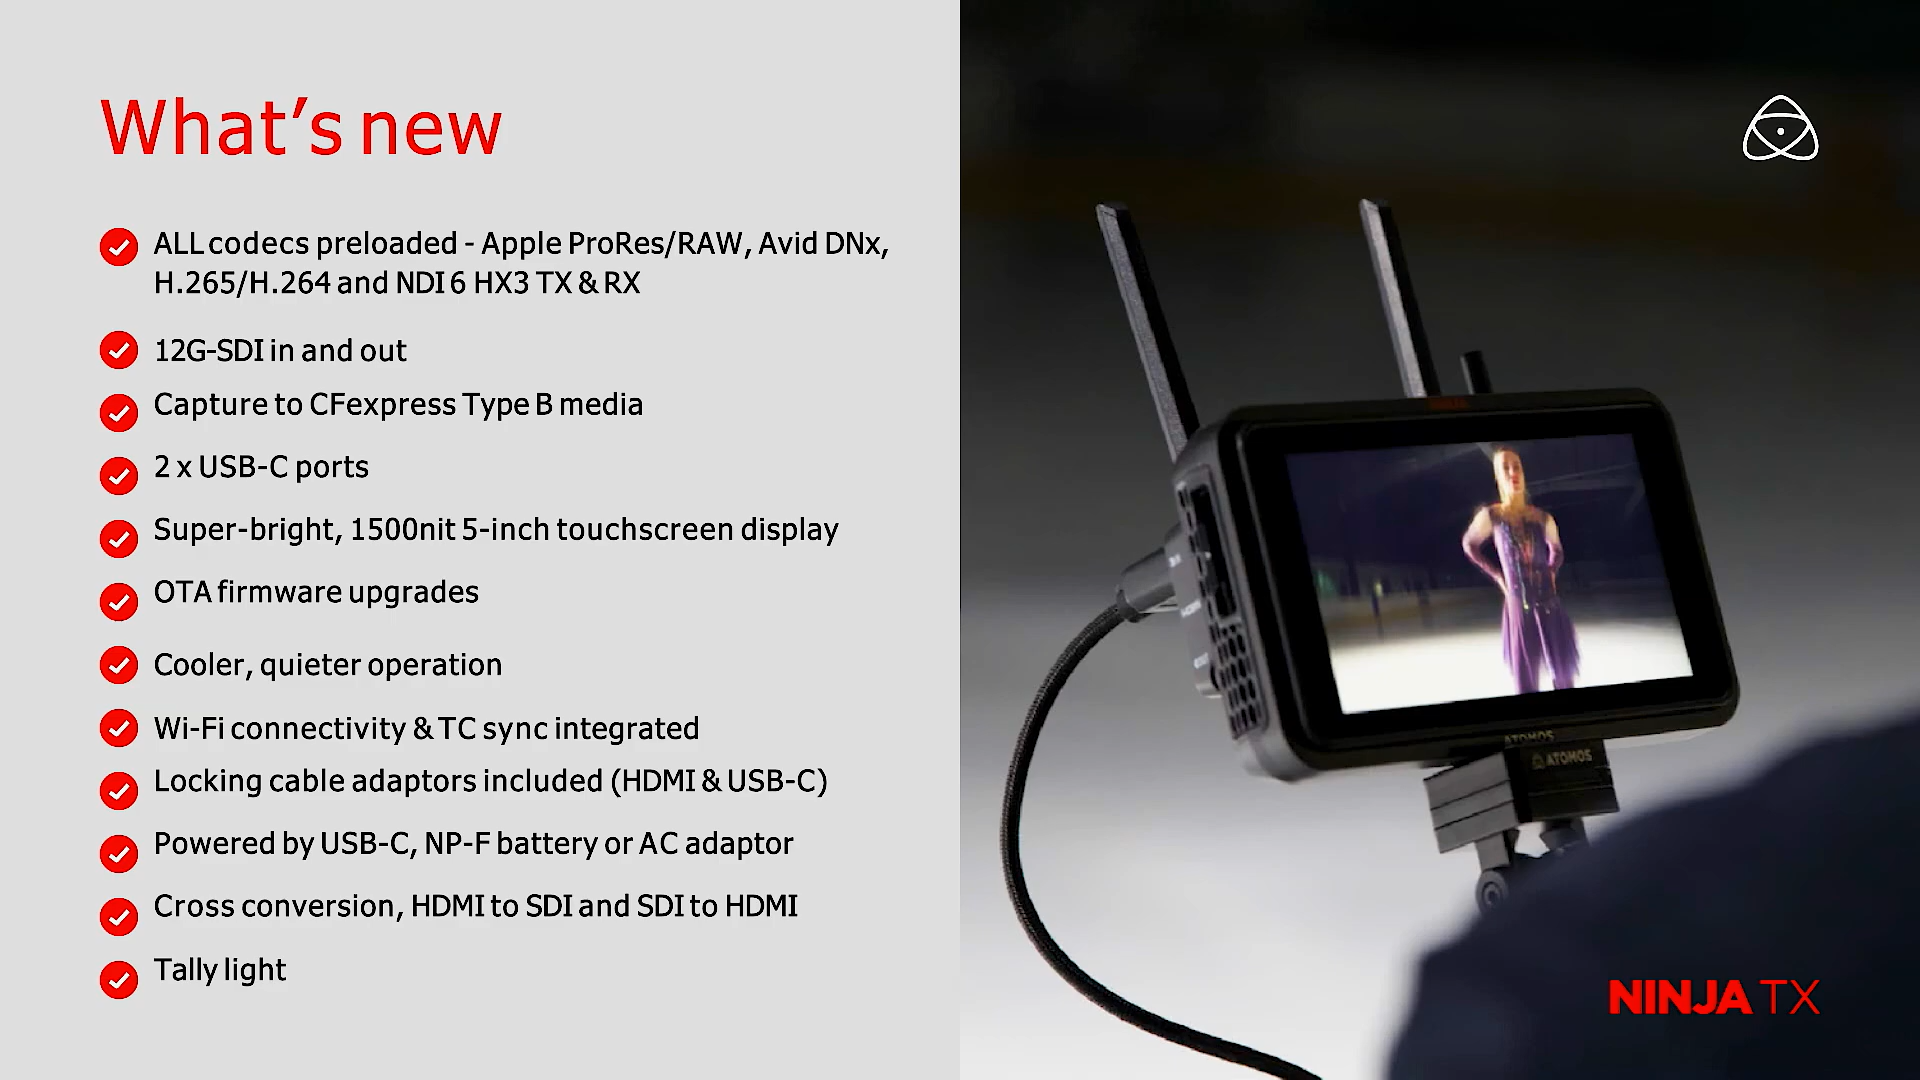 What's new
ALL codecs preloaded - Apple ProRes/RAW, Avid DNx,
H.265/H.264 and NDI 6 HX3 TX & RX
12G-SDI in and out
Capture to CFexpress Type B media
2 x USB-C ports
Super-bright, 1500nit 5-inch touchscreen display
OTA firmware upgrades
Cooler, quieter operation
Wi-Fi connectivity & TC sync integrated
Locking cable adaptors included (HDMI & USB-C)
Powered by USB-C, NP-F battery or AC adaptor
Cross conversion, HDMI to SDI and SDI to HDMI
Tally light
NINJA
ATOMOS
ATOMOS
NINJA TX